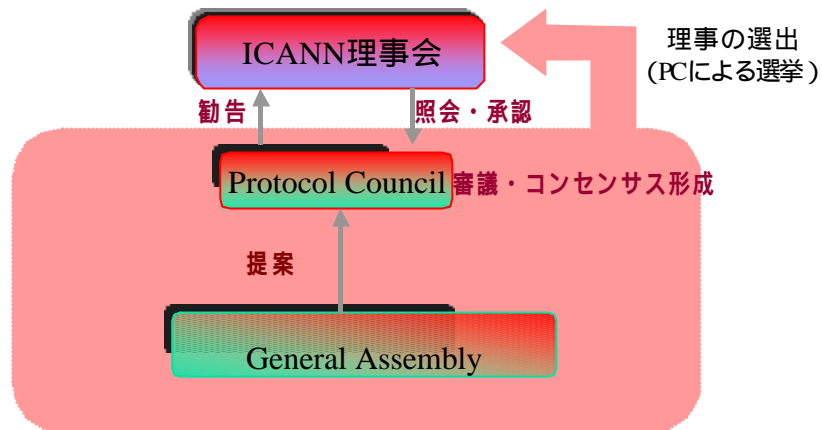 ICANN理事会
理事の選出
(PCによる選挙)
勧告
照会・承認
Protocol Council
審議・コンセンサス形成
提案
General Assembly